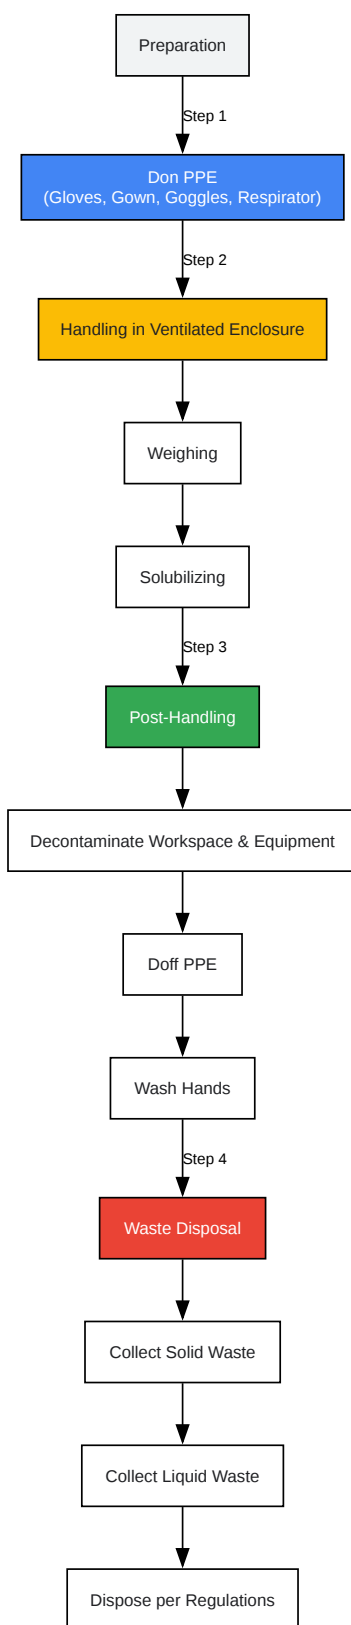 Preparation
Step 1
Don PPE
(Gloves, Gown, Goggles, Respirator)
Step 2
Handling in Ventilated Enclosure
Weighing
Solubilizing
Step 3
Post-Handling
Decontaminate Workspace & Equipment
Doff PPE
Wash Hands
Step 4
Waste Disposal
Collect Solid Waste
Collect Liquid Waste
Dispose per Regulations